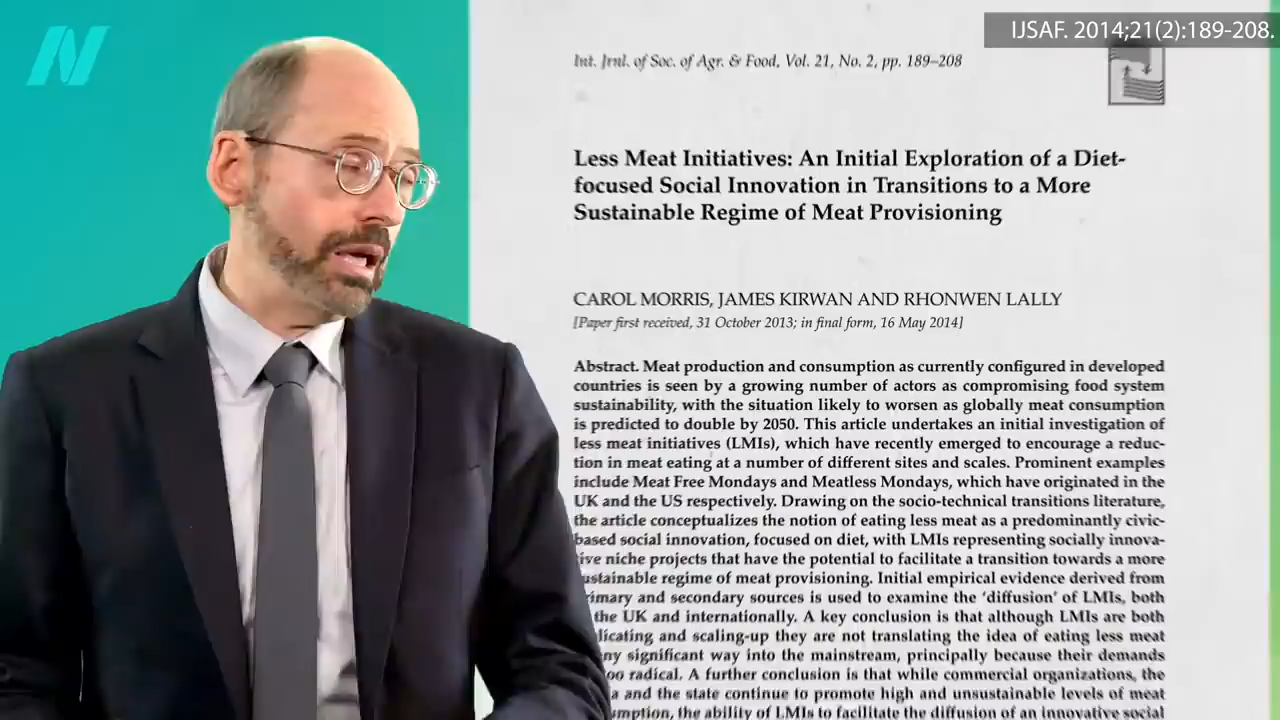 IJSAF. 2014;21(2):189-208.
Int. Jrnl. of Soc. of Agr. & Food, Vol. 21, No. 2, pp. 189–208
Less Meat Initiatives: An Initial Exploration of a Diet-
focused Social Innovation in Transitions to a More
Sustainable Regime of Meat Provisioning
CAROL MORRIS, JAMES KIRWAN AND RHONWEN LALLY
[Paper first received, 31 October 2013; in final form, 16 May 2014]
Abstract. Meat production and consumption as currently configured in developed
countries is seen by a growing number of actors as compromising food system
sustainability, with the situation likely to worsen as globally meat consumption
is predicted to double by 2050. This article undertakes an initial investigation of
less meat initiatives (LMIs), which have recently emerged to encourage a reduc-
tion in meat eating at a number of different sites and scales. Prominent examples
include Meat Free Mondays and Meatless Mondays, which have originated in the
UK and the US respectively. Drawing on the socio-technical transitions literature,
the article conceptualizes the notion of eating less meat as a predominantly civic-
based social innovation, focused on diet, with LMIs representing socially innova-
tive niche projects that have the potential to facilitate a transition towards a more
ustainable regime of meat provisioning. Initial empirical evidence derived from
rimary and secondary sources is used to examine the ‘diffusion’ of LMIs, both
the UK and internationally. A key conclusion is that although LMIs are both
licating and scaling-up they are not translating the idea of eating less meat
ny significant way into the mainstream, principally because their demands
oo radical. A further conclusion is that while commercial organizations, the
a and the state continue to promote high and unsustainable levels of meat
umption, the ability of LMIs to facilitate the diffusion of an innovative social